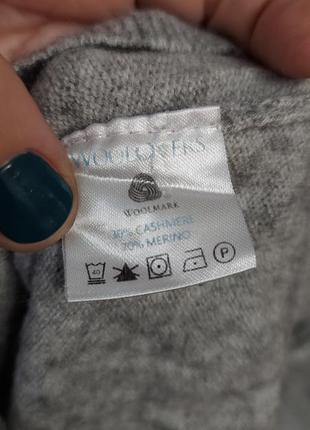 WOOLOVERS
WOOLMARK
30% CASHMERE
70% MERINO
40 P